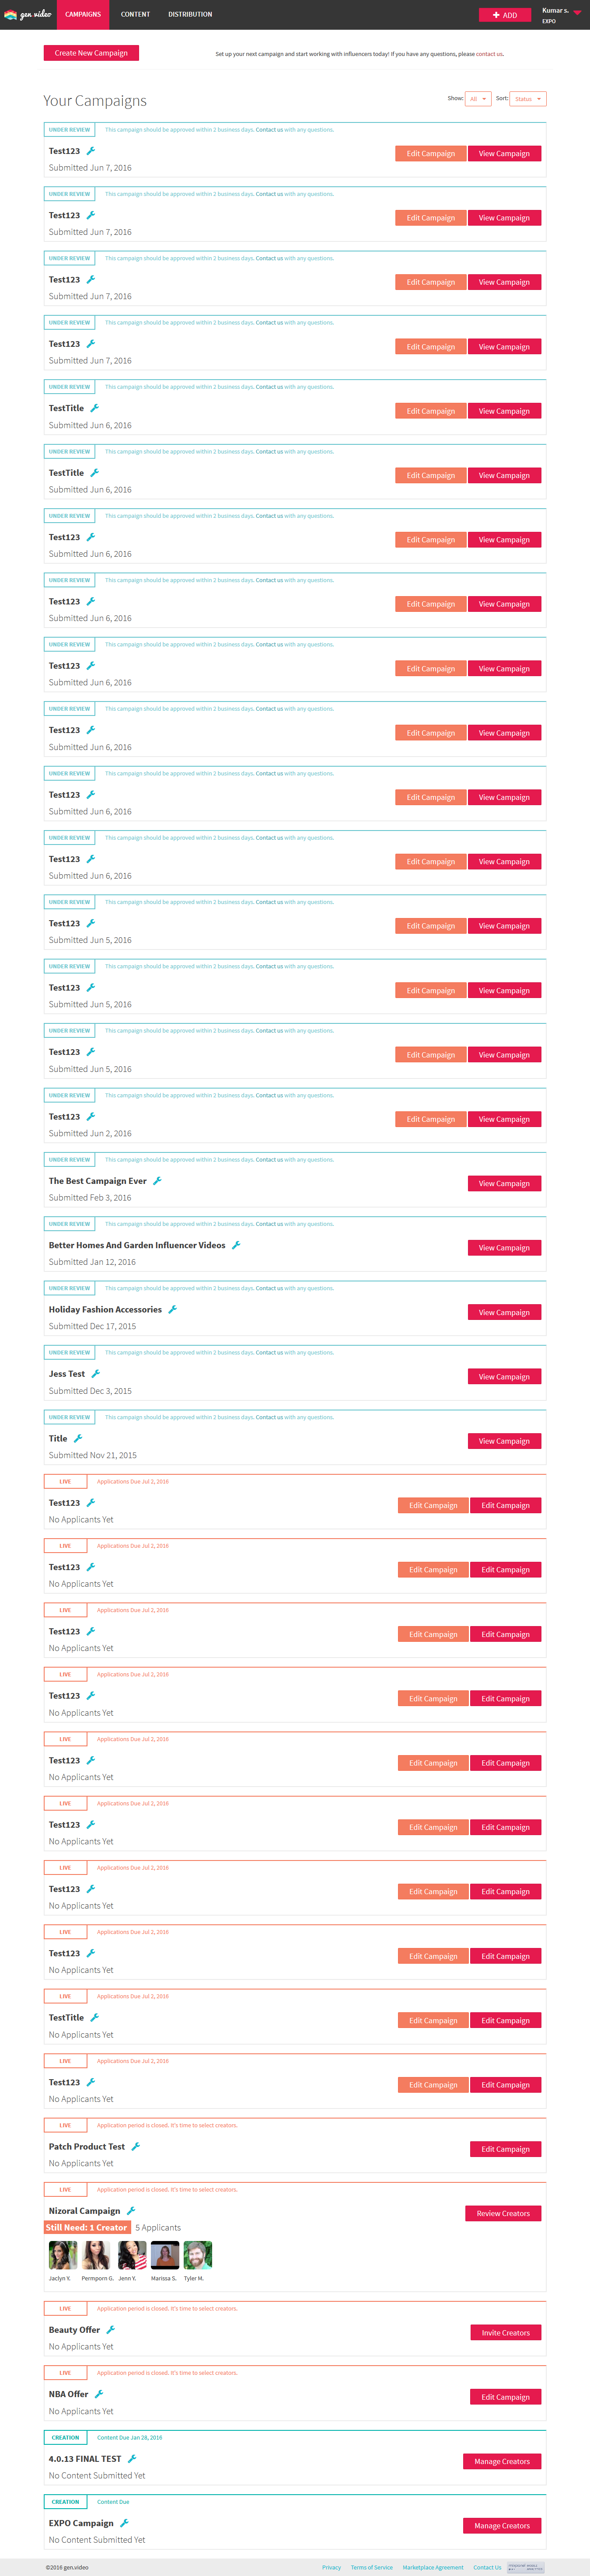 gen.video CAMPAIGNS CONTENT DISTRIBUTION ADD Kumar s. EXPO
Create New Campaign Set up your next campaign and start working with influencers today! If you have any questions, please contact us.
Your Campaigns Show: All Sort: Status
UNDER REVIEW This campaign should be approved within 2 business days. Contact us with any questions.
Test123 Edit Campaign View Campaign
Submitted Jun 7, 2016
UNDER REVIEW This campaign should be approved within 2 business days. Contact us with any questions.
Test123 Edit Campaign View Campaign
Submitted Jun 7, 2016
UNDER REVIEW This campaign should be approved within 2 business days. Contact us with any questions.
Test123 Edit Campaign View Campaign
Submitted Jun 7, 2016
UNDER REVIEW This campaign should be approved within 2 business days. Contact us with any questions.
Test123 Edit Campaign View Campaign
Submitted Jun 7, 2016
UNDER REVIEW This campaign should be approved within 2 business days. Contact us with any questions.
TestTitle Edit Campaign View Campaign
Submitted Jun 6, 2016
UNDER REVIEW This campaign should be approved within 2 business days. Contact us with any questions.
TestTitle Edit Campaign View Campaign
Submitted Jun 6, 2016
UNDER REVIEW This campaign should be approved within 2 business days. Contact us with any questions.
Test123 Edit Campaign View Campaign
Submitted Jun 6, 2016
UNDER REVIEW This campaign should be approved within 2 business days. Contact us with any questions.
Test123 Edit Campaign View Campaign
Submitted Jun 6, 2016
UNDER REVIEW This campaign should be approved within 2 business days. Contact us with any questions.
Test123 Edit Campaign View Campaign
Submitted Jun 6, 2016
UNDER REVIEW This campaign should be approved within 2 business days. Contact us with any questions.
Test123 Edit Campaign View Campaign
Submitted Jun 6, 2016
UNDER REVIEW This campaign should be approved within 2 business days. Contact us with any questions.
Test123 Edit Campaign View Campaign
Submitted Jun 6, 2016
UNDER REVIEW This campaign should be approved within 2 business days. Contact us with any questions.
Test123 Edit Campaign View Campaign
Submitted Jun 6, 2016
UNDER REVIEW This campaign should be approved within 2 business days. Contact us with any questions.
Test123 Edit Campaign View Campaign
Submitted Jun 5, 2016
UNDER REVIEW This campaign should be approved within 2 business days. Contact us with any questions.
Test123 Edit Campaign View Campaign
Submitted Jun 5, 2016
UNDER REVIEW This campaign should be approved within 2 business days. Contact us with any questions.
Test123 Edit Campaign View Campaign
Submitted Jun 5, 2016
UNDER REVIEW This campaign should be approved within 2 business days. Contact us with any questions.
Test123 Edit Campaign View Campaign
Submitted Jun 2, 2016
UNDER REVIEW This campaign should be approved within 2 business days. Contact us with any questions.
The Best Campaign Ever View Campaign
Submitted Feb 3, 2016
UNDER REVIEW This campaign should be approved within 2 business days. Contact us with any questions.
Better Homes And Garden Influencer Videos View Campaign
Submitted Jan 12, 2016
UNDER REVIEW This campaign should be approved within 2 business days. Contact us with any questions.
Holiday Fashion Accessories View Campaign
Submitted Dec 17, 2015
UNDER REVIEW This campaign should be approved within 2 business days. Contact us with any questions.
Jess Test View Campaign
Submitted Dec 3, 2015
UNDER REVIEW This campaign should be approved within 2 business days. Contact us with any questions.
Title View Campaign
Submitted Nov 21, 2015
LIVE Applications Due Jul 2, 2016
Test123 Edit Campaign Edit Campaign
No Applicants Yet
LIVE Applications Due Jul 2, 2016
Test123 Edit Campaign Edit Campaign
No Applicants Yet
LIVE Applications Due Jul 2, 2016
Test123 Edit Campaign Edit Campaign
No Applicants Yet
LIVE Applications Due Jul 2, 2016
Test123 Edit Campaign Edit Campaign
No Applicants Yet
LIVE Applications Due Jul 2, 2016
Test123 Edit Campaign Edit Campaign
No Applicants Yet
LIVE Applications Due Jul 2, 2016
Test123 Edit Campaign Edit Campaign
No Applicants Yet
LIVE Applications Due Jul 2, 2016
Test123 Edit Campaign Edit Campaign
No Applicants Yet
LIVE Applications Due Jul 2, 2016
Test123 Edit Campaign Edit Campaign
No Applicants Yet
LIVE Applications Due Jul 2, 2016
TestTitle Edit Campaign Edit Campaign
No Applicants Yet
LIVE Applications Due Jul 2, 2016
Test123 Edit Campaign Edit Campaign
No Applicants Yet
LIVE Application period is closed. It's time to select creators.
Patch Product Test Edit Campaign
No Applicants Yet
LIVE Application period is closed. It's time to select creators.
Nizoral Campaign Review Creators
Still Need: 1 Creator 5 Applicants
Jaclyn Y. Permporn G. Jenn Y. Marissa S. Tyler M.
LIVE Application period is closed. It's time to select creators.
Beauty Offer Invite Creators
No Applicants Yet
LIVE Application period is closed. It's time to select creators.
NBA Offer Edit Campaign
No Applicants Yet
CREATION Content Due Jan 28, 2016
4.0.13 FINAL TEST Manage Creators
No Content Submitted Yet
CREATION Content Due
EXPO Campaign Manage Creators
No Content Submitted Yet
©2016 gen.video Privacy Terms of Service Marketplace Agreement Contact Us